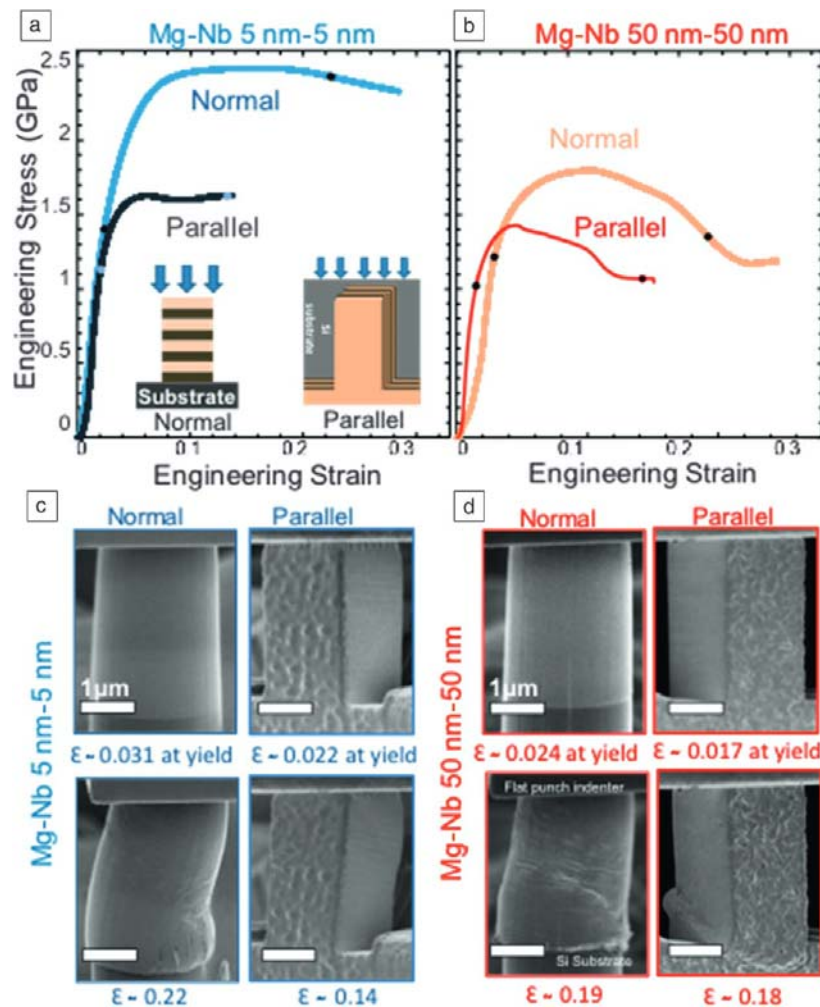 a
Mg-Nb 5 nm-5 nm
b
Mg-Nb 50 nm-50 nm
Engineering Stress (GPa)
2.5
2
1.5
1
0.5
0
Normal
Parallel
Substrate
Normal
Si
substrate
Parallel
0 0.1 0.2 0.3
Engineering Strain
Normal
Parallel
0 0.1 0.2 0.3
Engineering Strain
c
Normal
Parallel
Mg-Nb 5 nm-5 nm
1μm
ε ~ 0.031 at yield
ε ~ 0.022 at yield
ε ~ 0.22
ε ~ 0.14
d
Normal
Parallel
Mg-Nb 50 nm-50 nm
1μm
ε ~ 0.024 at yield
ε ~ 0.017 at yield
Flat punch indenter
Si Substrate
ε ~ 0.19
ε ~ 0.18